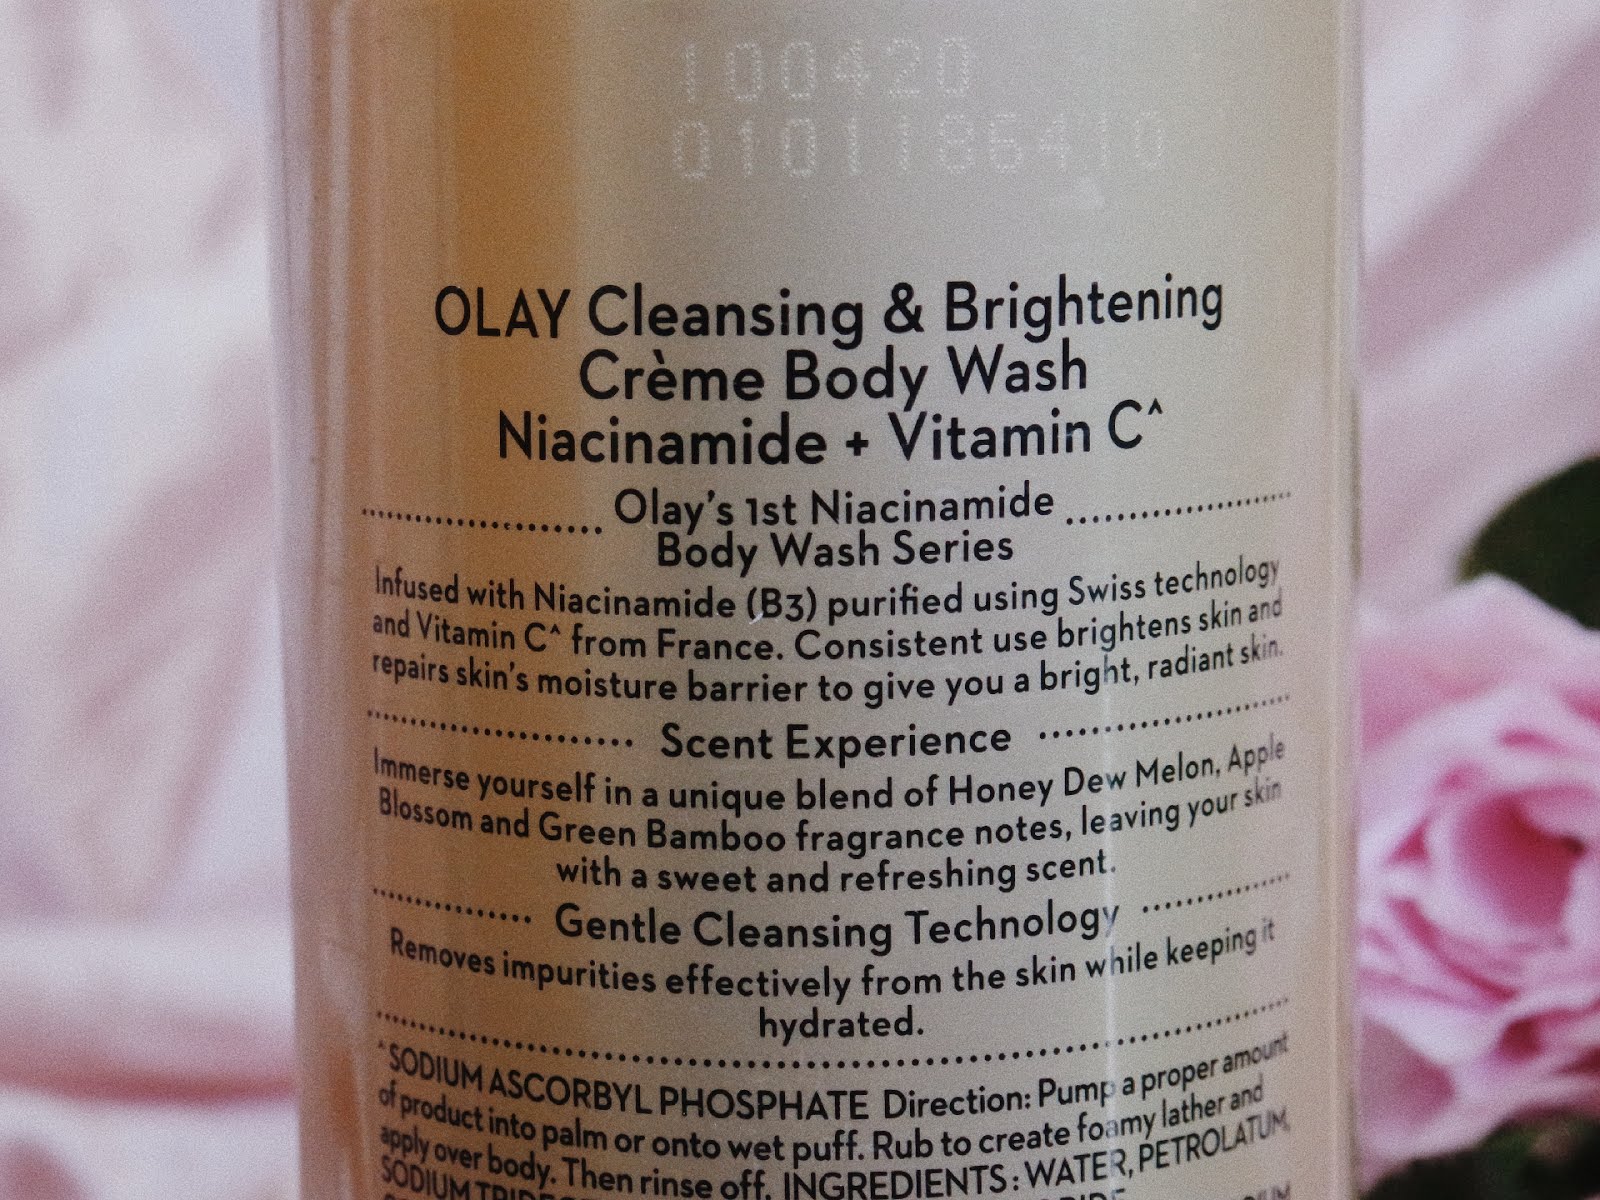 100420
0101186410
OLAY Cleansing & Brightening
Crème Body Wash
Niacinamide + Vitamin C^
Olay's 1st Niacinamide
Body Wash Series
Infused with Niacinamide (B3) purified using Swiss technology
and Vitamin C^ from France. Consistent use brightens skin and
repairs skin's moisture barrier to give you a bright, radiant skin.
Scent Experience
Immerse yourself in a unique blend of Honey Dew Melon, Apple
Blossom and Green Bamboo fragrance notes, leaving your skin
with a sweet and refreshing scent.
Gentle Cleansing Technology
Removes impurities effectively from the skin while keeping it
hydrated.
^SODIUM ASCORBYL PHOSPHATE Direction: Pump a proper amount
of product into palm or onto wet puff. Rub to create foamy lather and
apply over body. Then rinse off. INGREDIENTS: WATER, PETROLATUM,
SODIUM